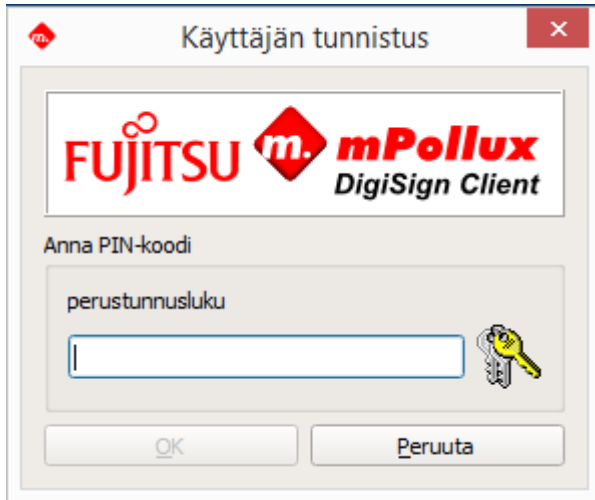 m.
Käyttäjän tunnistus
FUJITSU m. mPollux
DigiSign Client
Anna PIN-koodi
perustunnusluku
OK Peruuta